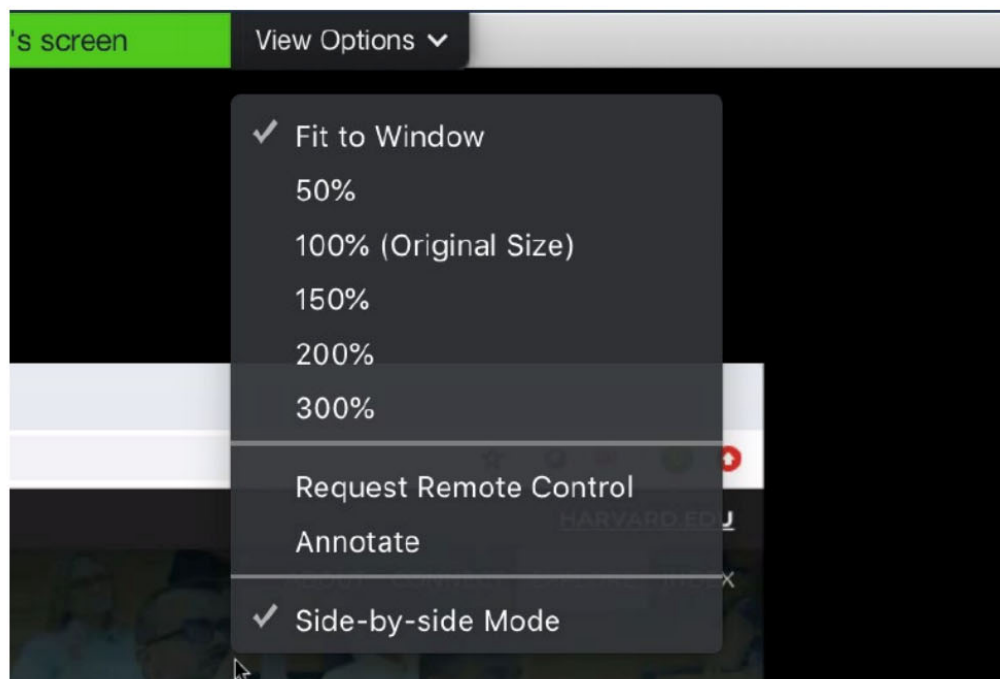 's screen
View Options
Fit to Window
50%
100% (Original Size)
150%
200%
300%
Request Remote Control
HARVARD.EDU
Annotate
Side-by-side Mode